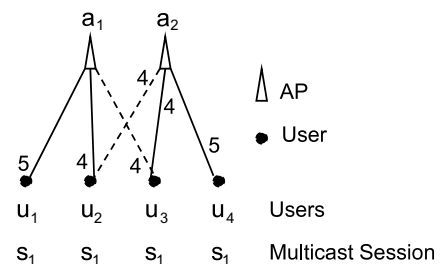 a₁ a₂
4
4
AP
User
5
5 4 4
u₁ u₂ u₃ u₄ Users
s₁ s₁ s₁ s₁ Multicast Session